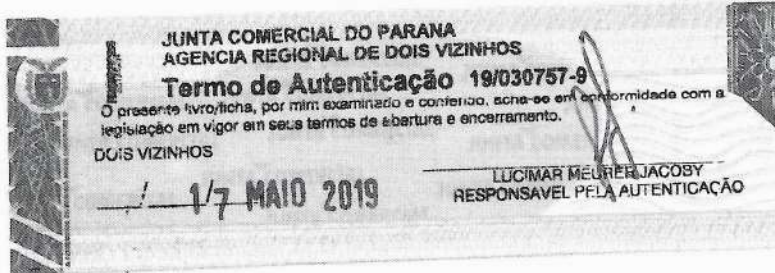 JUNTA COMERCIAL DO PARANA
AGENCIA REGIONAL DE DOIS VIZINHOS
Termo de Autenticação 19/030757-9
O presente livro/ficha, por mim examinado e conferido, acha-se em conformidade com a
legislação em vigor em seus termos de abertura e encerramento.
DOIS VIZINHOS
17 MAIO 2019
LUCIMAR MEURER JACOBY
RESPONSAVEL PELA AUTENTICAÇÃO